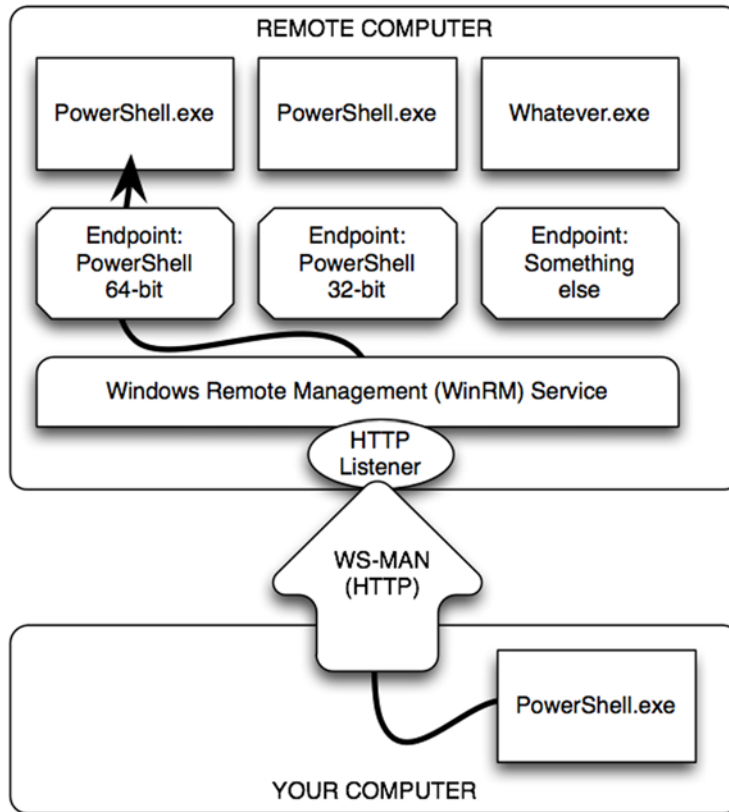 REMOTE COMPUTER
PowerShell.exe
PowerShell.exe
Whatever.exe
Endpoint:
PowerShell
64-bit
Endpoint:
PowerShell
32-bit
Endpoint:
Something
else
Windows Remote Management (WinRM) Service
HTTP
Listener
WS-MAN
(HTTP)
PowerShell.exe
YOUR COMPUTER